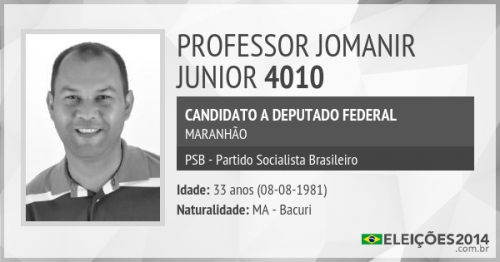 PROFESSOR JOMANIR
JUNIOR 4010
CANDIDATO A DEPUTADO FEDERAL
MARANHÃO
PSB - Partido Socialista Brasileiro
Idade: 33 anos (08-08-1981)
Naturalidade: MA - Bacuri
ELEIÇÕES2014
.com.br